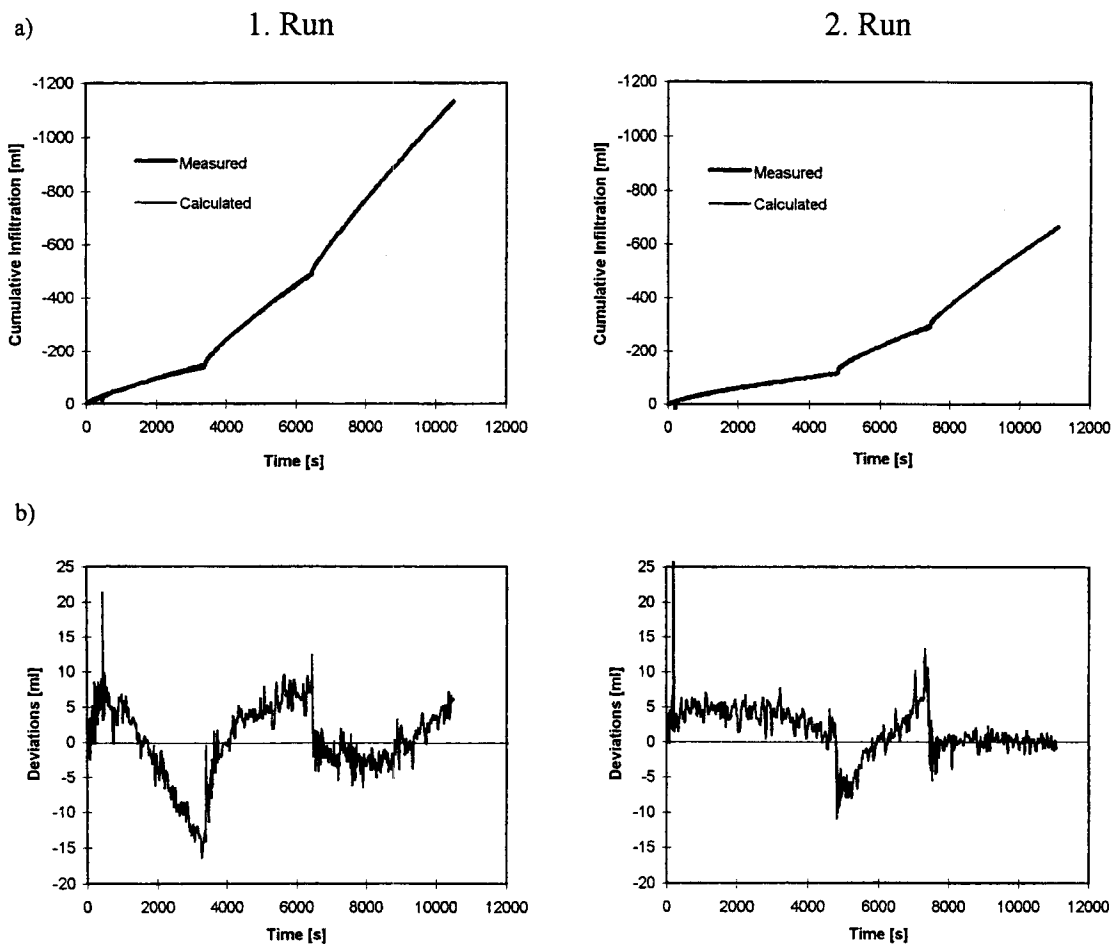 a)
1. Run
2. Run
-1200
-1000
-800
-600
-400
-200
0
Cumulative Infiltration [ml]
Measured
Calculated
0 2000 4000 6000 8000 10000 12000
Time [s]
-1200
-1000
-800
-600
-400
-200
0
Cumulative Infiltration [ml]
Measured
Calculated
0 2000 4000 6000 8000 10000 12000
Time [s]
b)
25
20
15
10
5
0
-5
-10
-15
-20
Deviations [ml]
0 2000 4000 6000 8000 10000 12000
Time [s]
25
20
15
10
5
0
-5
-10
-15
-20
Deviations [ml]
0 2000 4000 6000 8000 10000 12000
Time [s]